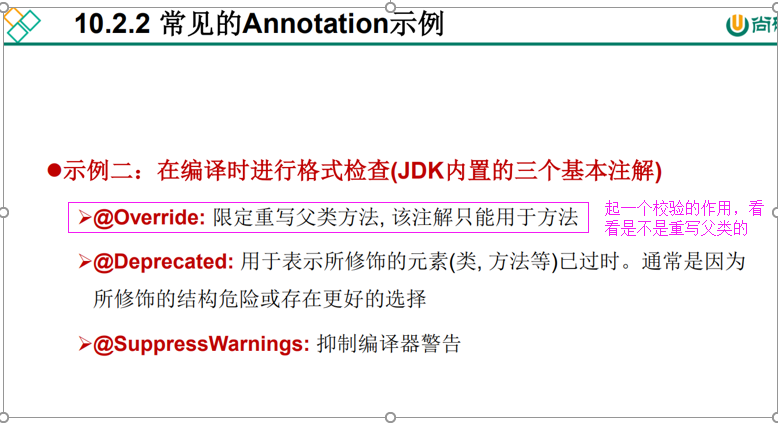 10.2.2 常见的Annotation示例
尚
示例二：在编译时进行格式检查(JDK内置的三个基本注解)
@Override: 限定重写父类方法, 该注解只能用于方法
起一个校验的作用，看
看是不是重写父类的
@Deprecated: 用于表示所修饰的元素(类, 方法等)已过时。通常是因为
所修饰的结构危险或存在更好的选择
@SuppressWarnings: 抑制编译器警告